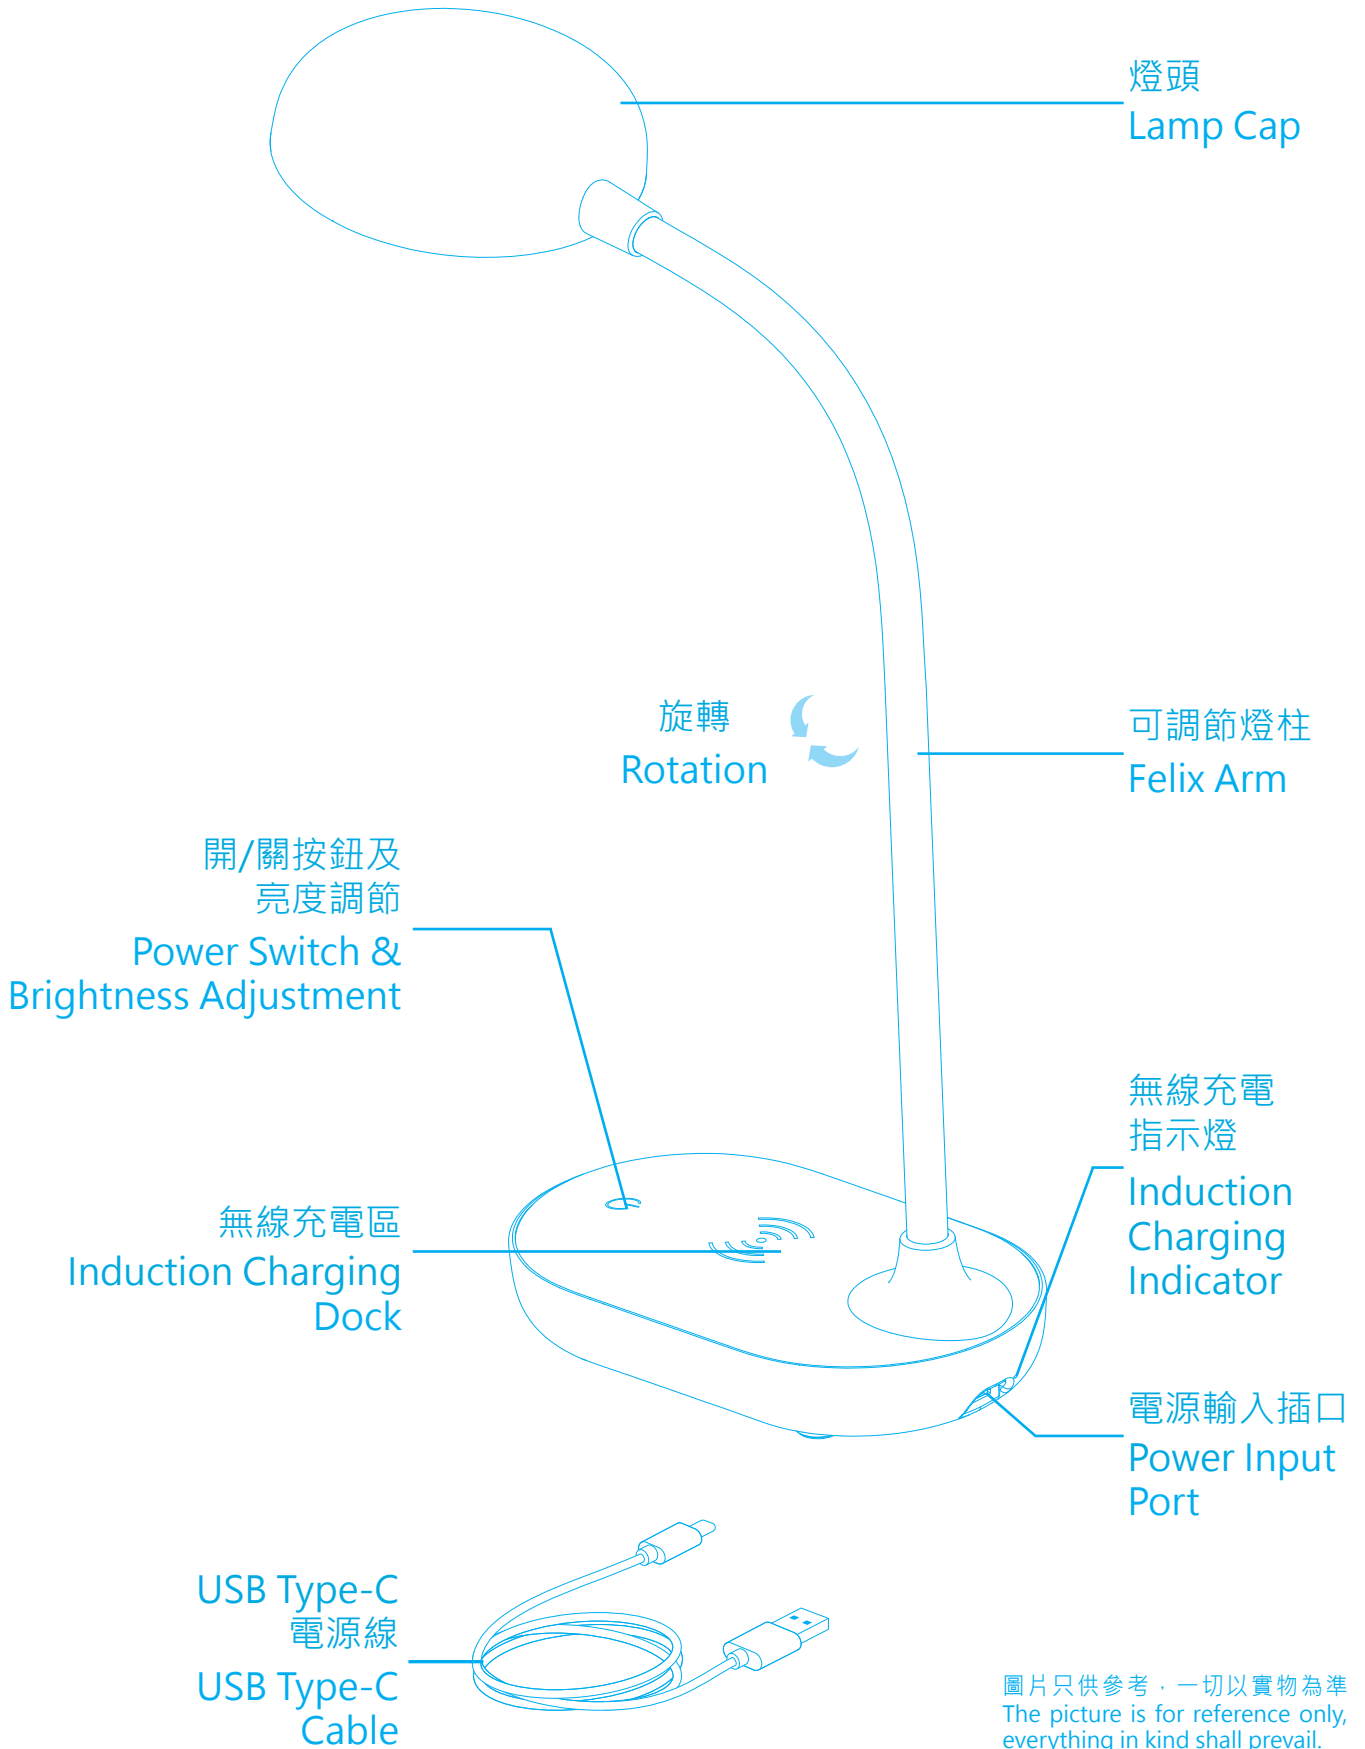 燈頭
Lamp Cap
旋轉
Rotation
可調節燈柱
Felix Arm
開/關按鈕及
亮度調節
Power Switch &
Brightness Adjustment
無線充電
指示燈
Induction
Charging
Indicator
無線充電區
Induction Charging
Dock
電源輸入插口
Power Input
Port
USB Type-C
電源線
USB Type-C
Cable
圖片只供參考，一切以實物為準
The picture is for reference only,
everything in kind shall prevail.